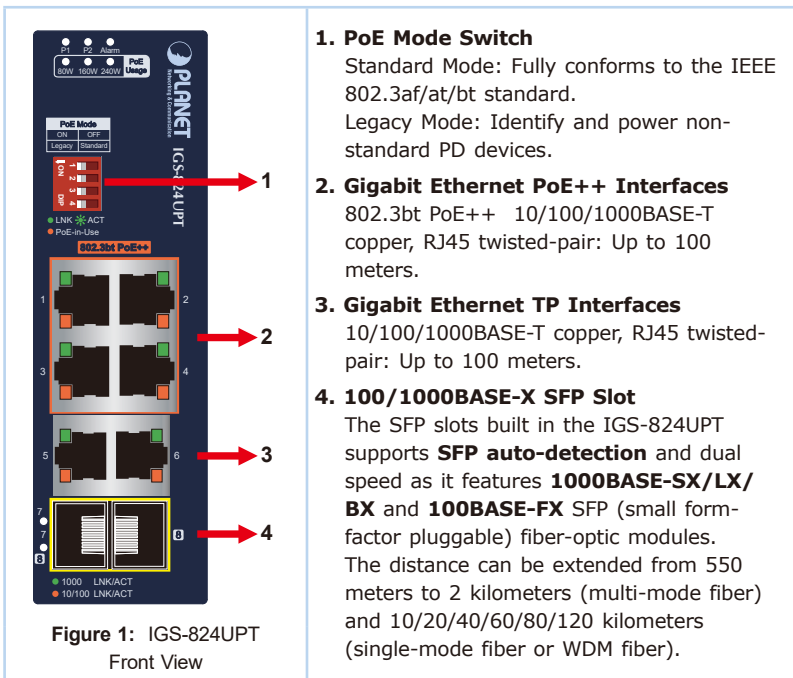 P1 P2 Alarm
80W 160W 240W PoE Usage
PLANET
Networking & Communication
IGS-824UPT
PoE Mode
ON OFF
Legacy Standard
ON DIP
1 2 3 4
1
LNK ACT
PoE-in-Use
802.3bt PoE++
1 2
2
3 4
5 6
3
7
7 8
4
8
1000 LNK/ACT
10/100 LNK/ACT
Figure 1: IGS-824UPT
Front View
1. PoE Mode Switch
Standard Mode: Fully conforms to the IEEE
802.3af/at/bt standard.
Legacy Mode: Identify and power non-
standard PD devices.
2. Gigabit Ethernet PoE++ Interfaces
802.3bt PoE++ 10/100/1000BASE-T
copper, RJ45 twisted-pair: Up to 100
meters.
3. Gigabit Ethernet TP Interfaces
10/100/1000BASE-T copper, RJ45 twisted-
pair: Up to 100 meters.
4. 100/1000BASE-X SFP Slot
The SFP slots built in the IGS-824UPT
supports SFP auto-detection and dual
speed as it features 1000BASE-SX/LX/
BX and 100BASE-FX SFP (small form-
factor pluggable) fiber-optic modules.
The distance can be extended from 550
meters to 2 kilometers (multi-mode fiber)
and 10/20/40/60/80/120 kilometers
(single-mode fiber or WDM fiber).